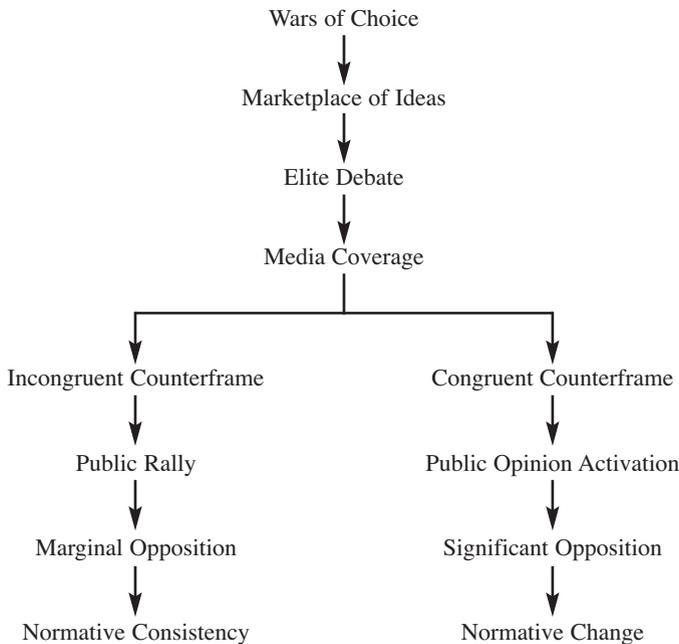 Wars of Choice
Marketplace of Ideas
Elite Debate
Media Coverage
Incongruent Counterframe
Congruent Counterframe
Public Rally
Public Opinion Activation
Marginal Opposition
Significant Opposition
Normative Consistency
Normative Change